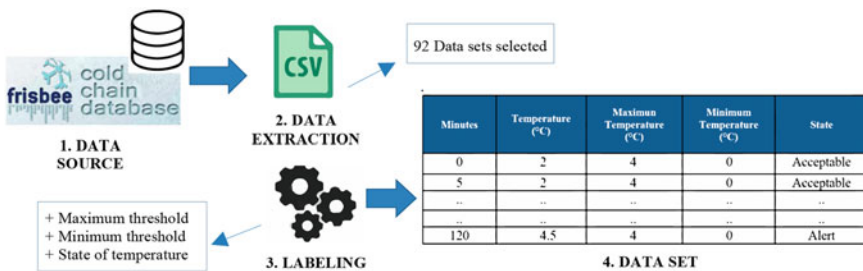 frisbee
cold
chain
database
1. DATA
SOURCE
CSV
2. DATA
EXTRACTION
92 Data sets selected
+ Maximum threshold
+ Minimum threshold
+ State of temperature
3. LABELING
Minutes Temperature (°C) Maximun Temperature (°C) Minimum Temperature (°C) State
0 2 4 0 Acceptable
5 2 4 0 Acceptable
.. .. .. .. ..
.. .. .. .. ..
120 4.5 4 0 Alert
4. DATA SET